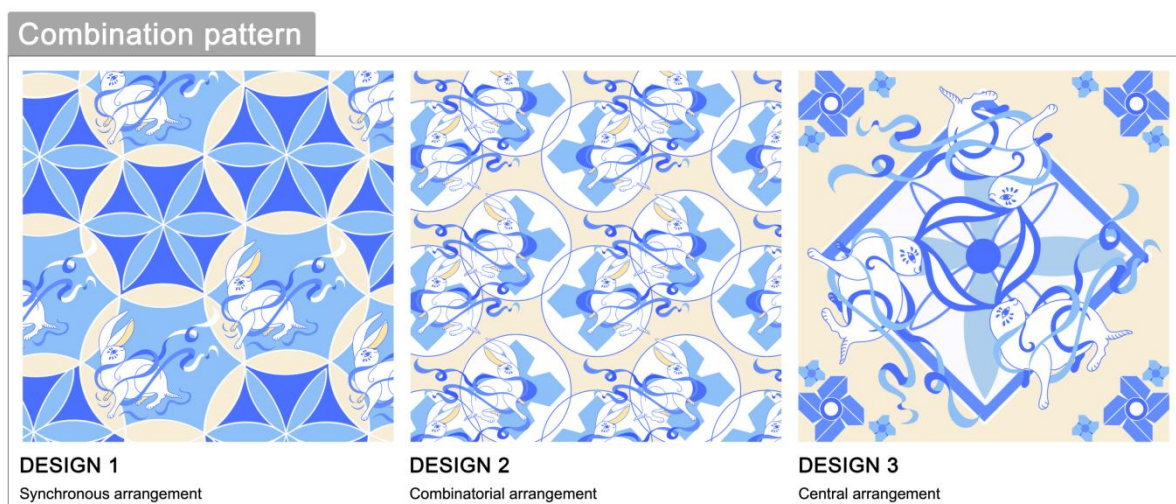 Combination pattern
DESIGN 1
Synchronous arrangement
DESIGN 2
Combinatorial arrangement
DESIGN 3
Central arrangement